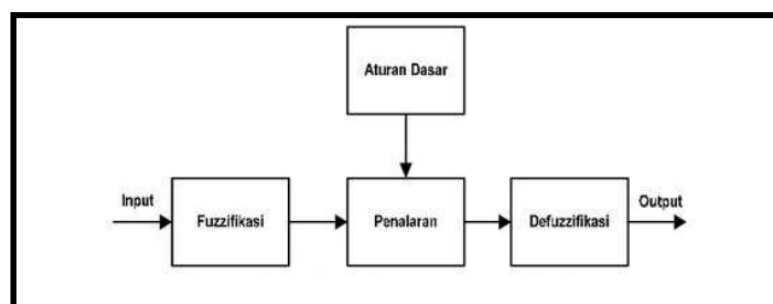 Aturan Dasar
Input
Fuzzifikasi
Penalaran
Defuzzifikasi
Output